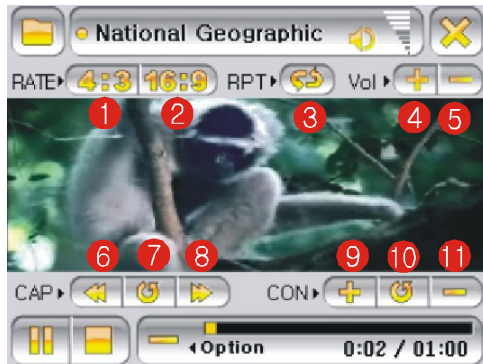 National Geographic
RATE 4:3 16:9 RPT Vol + −
1 2 3 4 5
6 7 8 9 10 11
CAP CON + −
− Option 0:02 / 01:00